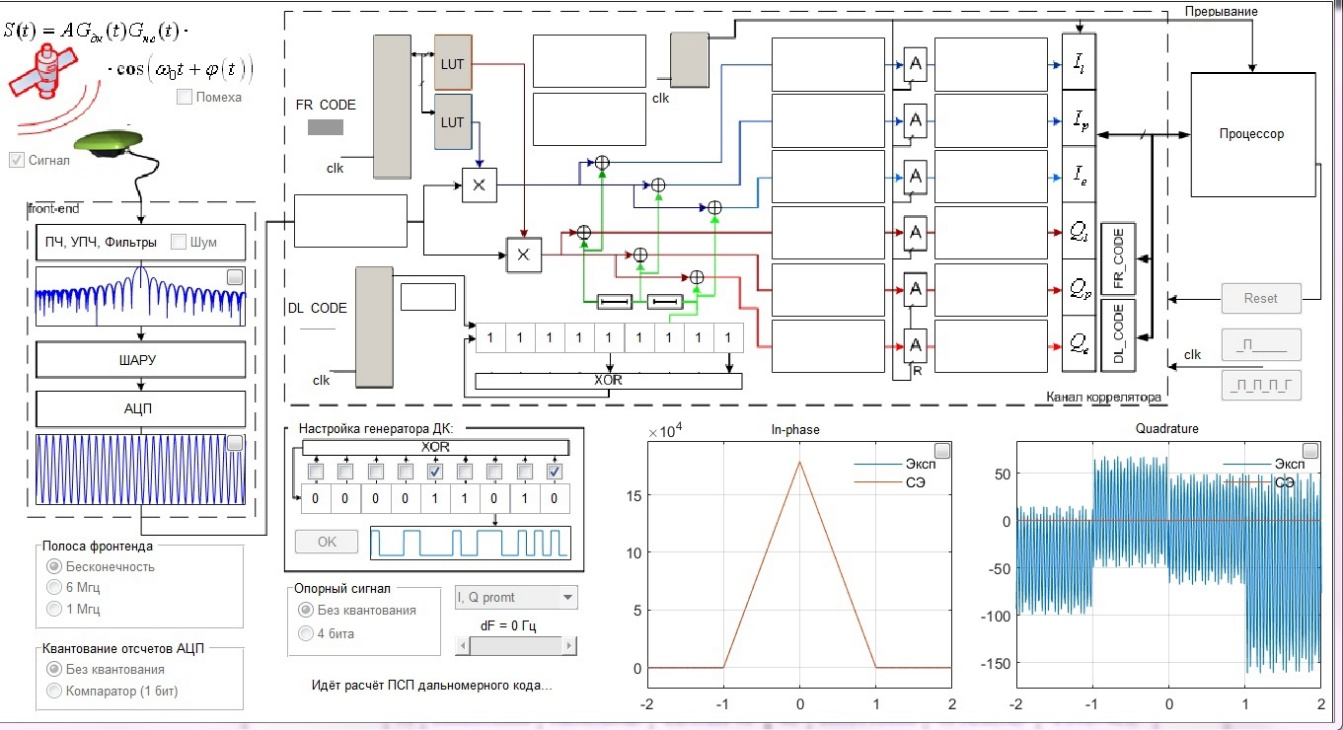 S(t) = AG_дк(t)G_нс(t) ·
· cos(ω₀t + φ(t))
Помеха
Сигнал
front-end
ПЧ, УПЧ, Фильтры
Шум
ШАРУ
АЦП
Полоса фронтенда
Бесконечность
6 Мгц
1 Мгц
Квантование отсчетов АЦП
Без квантования
Компаратор (1 бит)
FR CODE
clk
LUT
LUT
X
X
DL CODE
clk
1 1 1 1 1 1 1 1 1
XOR
clk
A
A
A
A
A
A
R
I_l
I_p
I_e
Q_l
Q_p
Q_e
FR_CODE
DL_CODE
Прерывание
Процессор
Reset
clk
_П_____
_П_П_П_Г
Канал коррелятора
Настройка генератора ДК:
XOR
0 0 0 0 1 1 0 1 0
OK
Опорный сигнал
Без квантования
4 бита
I, Q promt
dF = 0 Гц
Идёт расчёт ПСП дальномерного кода...
In-phase
×10⁴
Эксп
СЭ
15
10
5
0
-2 -1 0 1 2
Quadrature
Эксп
СЭ
50
0
-50
-100
-150
-2 -1 0 1 2